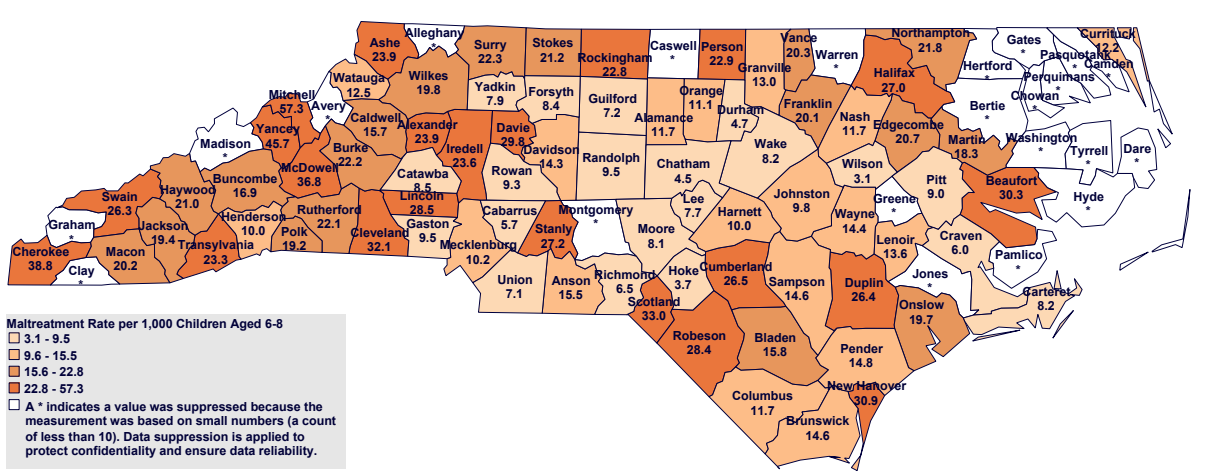 Ashe
23.9
Alleghany
*
Surry
22.3
Stokes
21.2
Rockingham
22.8
Caswell
*
Person
22.9
Granville
13.0
Vance
20.3
Warren
*
Northampton
21.8
Halifax
27.0
Gates
*
Hertford
*
Pasquotank
*
Currituck
12.2
Camden
*
Perquimans
*
Chowan
*
Bertie
*
Watauga
12.5
Wilkes
19.8
Yadkin
7.9
Forsyth
8.4
Guilford
7.2
Alamance
11.7
Orange
11.1
Durham
4.7
Franklin
20.1
Nash
11.7
Edgecombe
20.7
Martin
18.3
Washington
*
Tyrrell
*
Dare
*
Mitchell
57.3
Avery
*
Yancey
45.7
Caldwell
15.7
Alexander
23.9
Iredell
23.6
Davie
29.8
Davidson
14.3
Randolph
9.5
Chatham
4.5
Wake
8.2
Wilson
3.1
Pitt
9.0
Beaufort
30.3
Hyde
*
Madison
*
Buncombe
16.9
McDowell
36.8
Burke
22.2
Catawba
8.5
Rowan
9.3
Swain
26.3
Haywood
21.0
Graham
*
Jackson
19.4
Henderson
10.0
Polk
19.2
Rutherford
22.1
Cleveland
32.1
Lincoln
28.5
Gaston
9.5
Mecklenburg
10.2
Cabarrus
5.7
Stanly
27.2
Montgomery
*
Moore
8.1
Lee
7.7
Harnett
10.0
Johnston
9.8
Wayne
14.4
Greene
*
Lenoir
13.6
Craven
6.0
Pamlico
*
Cherokee
38.8
Clay
*
Macon
20.2
Transylvania
23.3
Union
7.1
Anson
15.5
Richmond
6.5
Hoke
3.7
Scotland
33.0
Cumberland
26.5
Sampson
14.6
Duplin
26.4
Jones
*
Onslow
19.7
Carteret
8.2
Robeson
28.4
Bladen
15.8
Pender
14.8
New Hanover
30.9
Columbus
11.7
Brunswick
14.6
Maltreatment Rate per 1,000 Children Aged 6-8
3.1 - 9.5
9.6 - 15.5
15.6 - 22.8
22.8 - 57.3
A * indicates a value was suppressed because the
measurement was based on small numbers (a count
of less than 10). Data suppression is applied to
protect confidentiality and ensure data reliability.